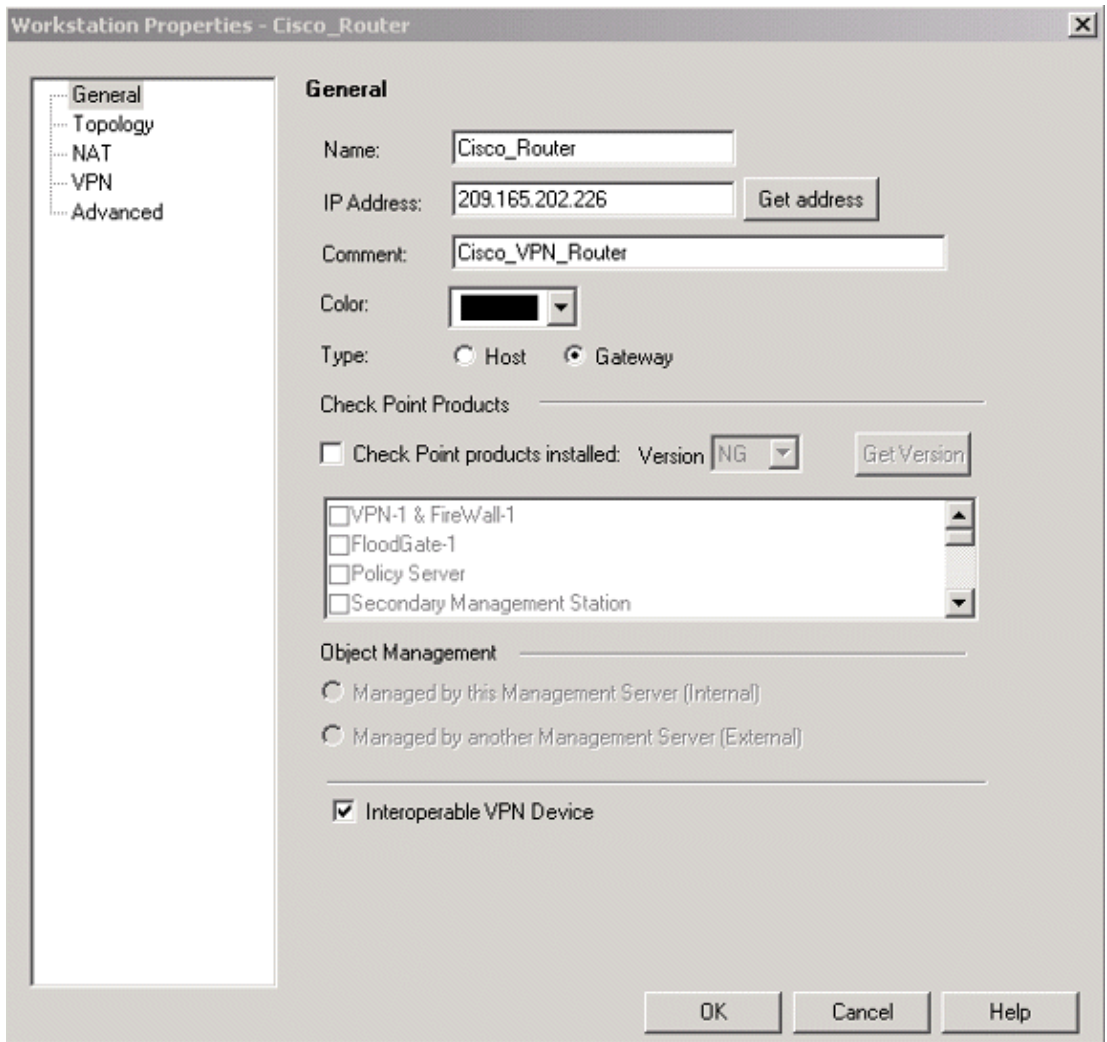 Workstation Properties - Cisco_Router
General
Topology
NAT
VPN
Advanced
General
Name: Cisco_Router
IP Address: 209.165.202.226 Get address
Comment: Cisco_VPN_Router
Color:
Type: Host Gateway
Check Point Products
Check Point products installed: Version NG Get Version
VPN-1 & FireWall-1
FloodGate-1
Policy Server
Secondary Management Station
Object Management
Managed by this Management Server (Internal)
Managed by another Management Server (External)
Interoperable VPN Device
OK Cancel Help